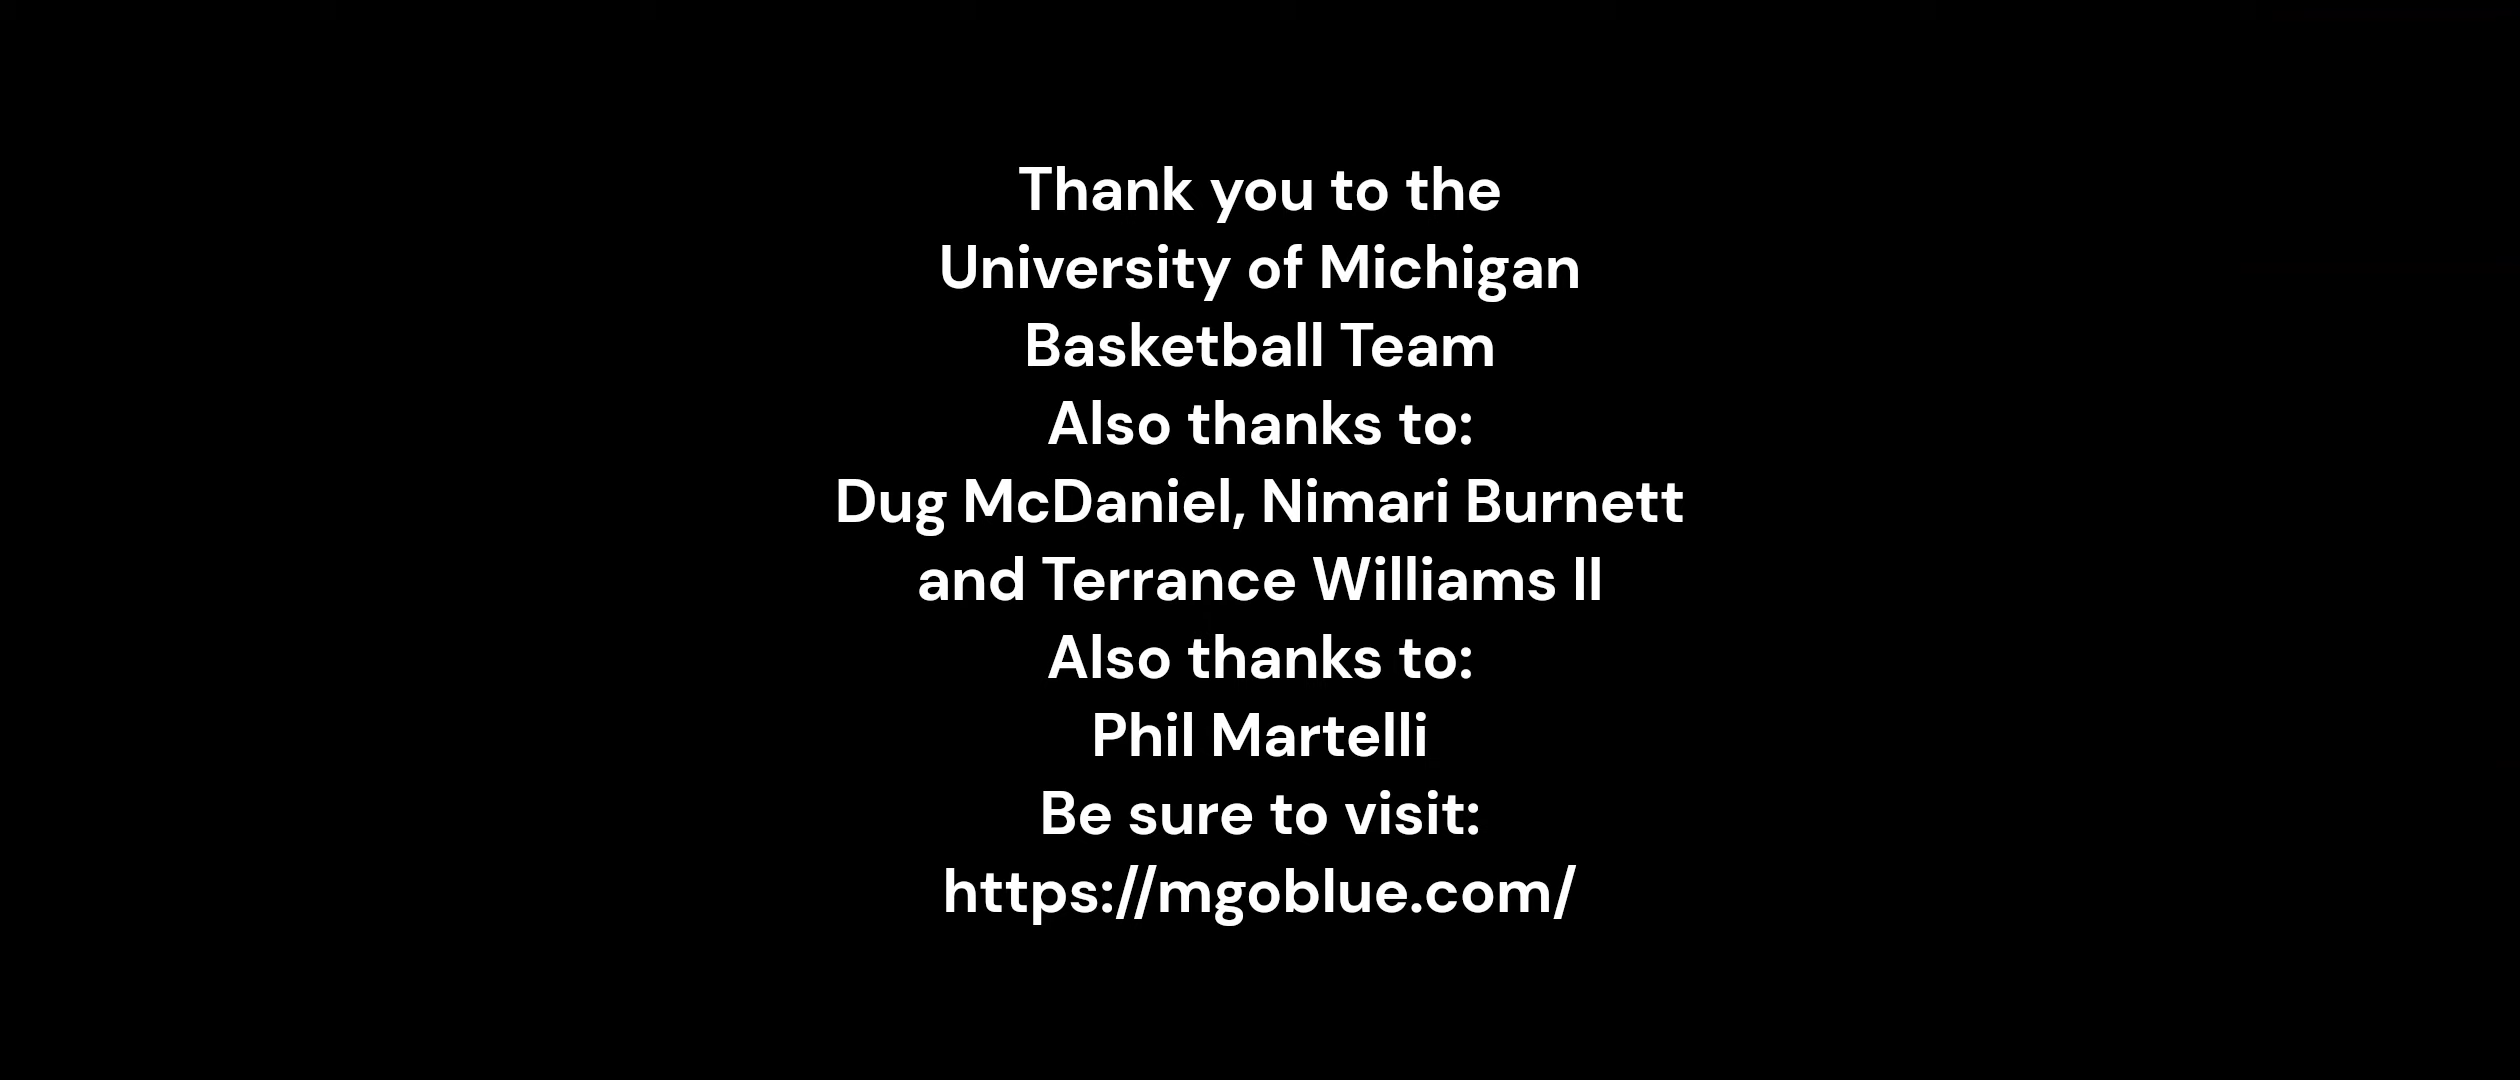 Thank you to the
University of Michigan
Basketball Team
Also thanks to:
Dug McDaniel, Nimari Burnett
and Terrance Williams II
Also thanks to:
Phil Martelli
Be sure to visit:
https://mgoblue.com/